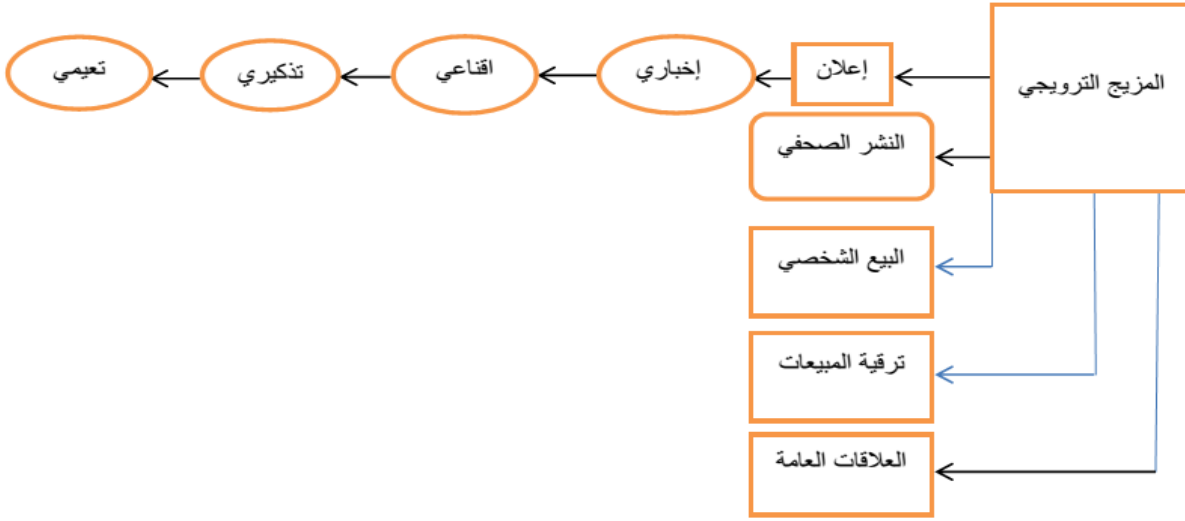 المزيج الترويجي
إعلان
إخباري
اقناعي
تذكيري
تعيمي
النشر الصحفي
البيع الشخصي
ترقية المبيعات
العلاقات العامة